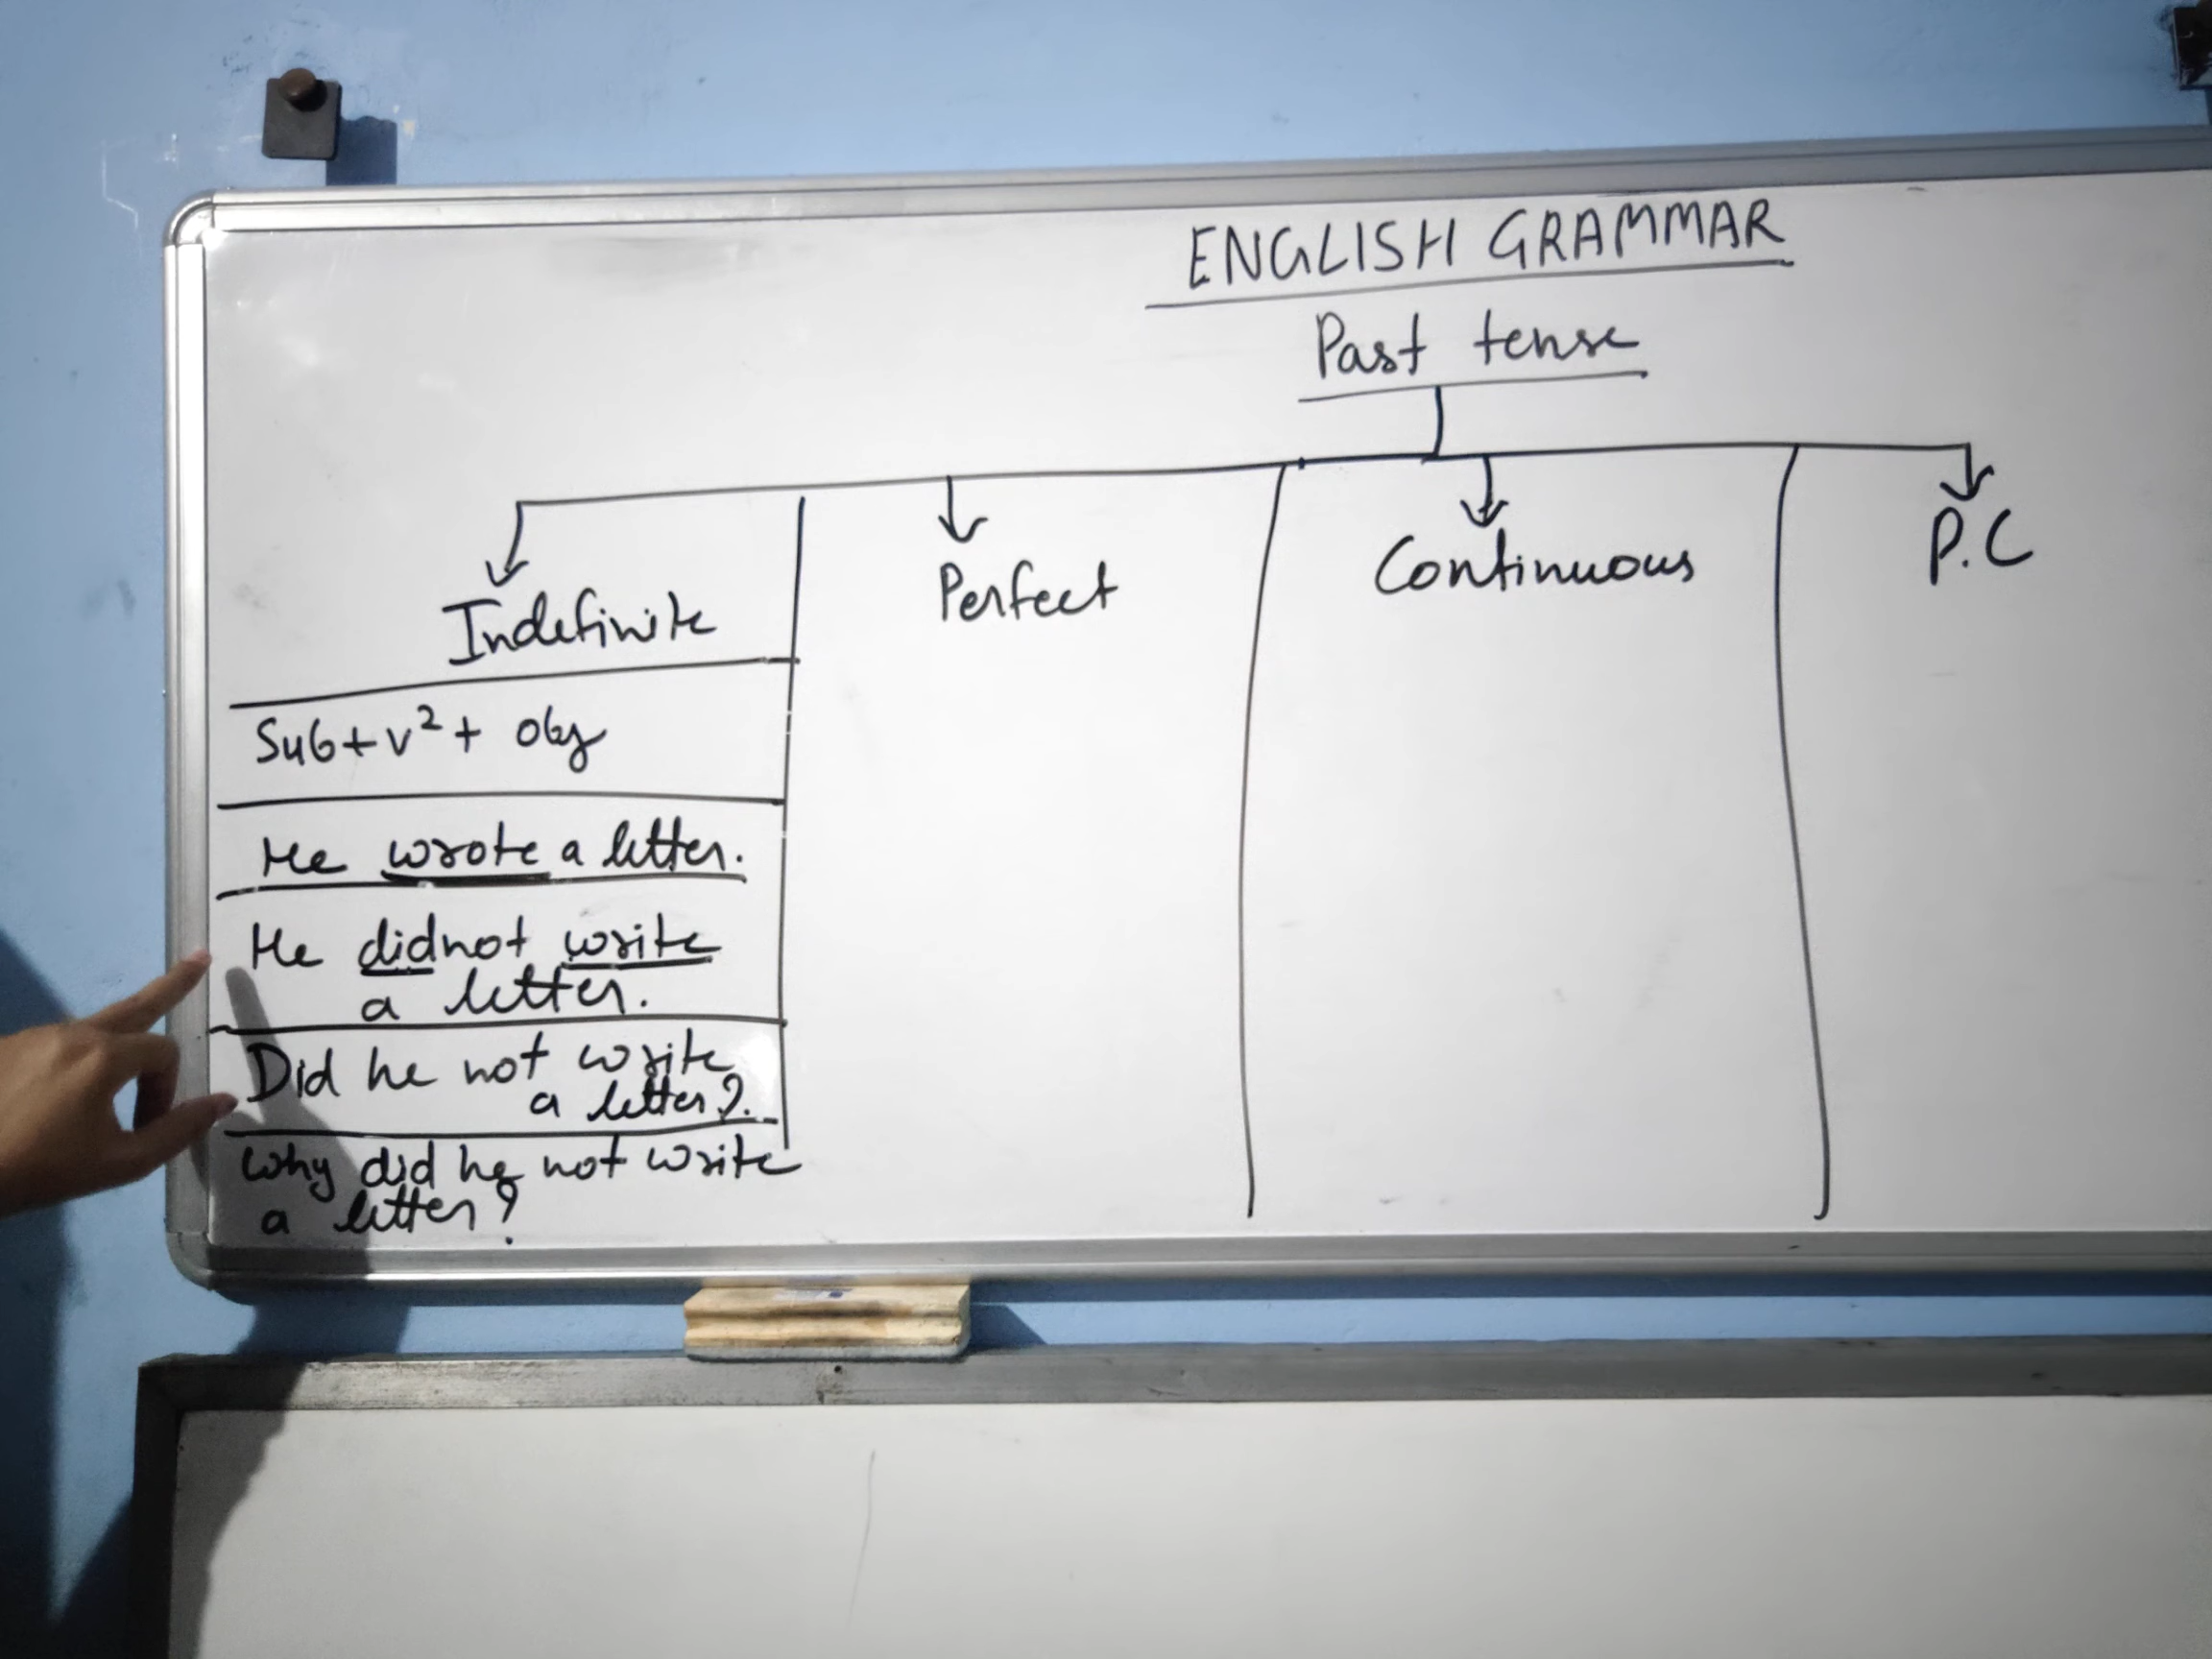 ENGLISH GRAMMAR
Past tense
Indefinite
Perfect
Continuous
P.C
Sub + v² + obj
He wrote a letter.
He didnot write
a letter.
Did he not write
a letter?.
Why did he not write
a letter?